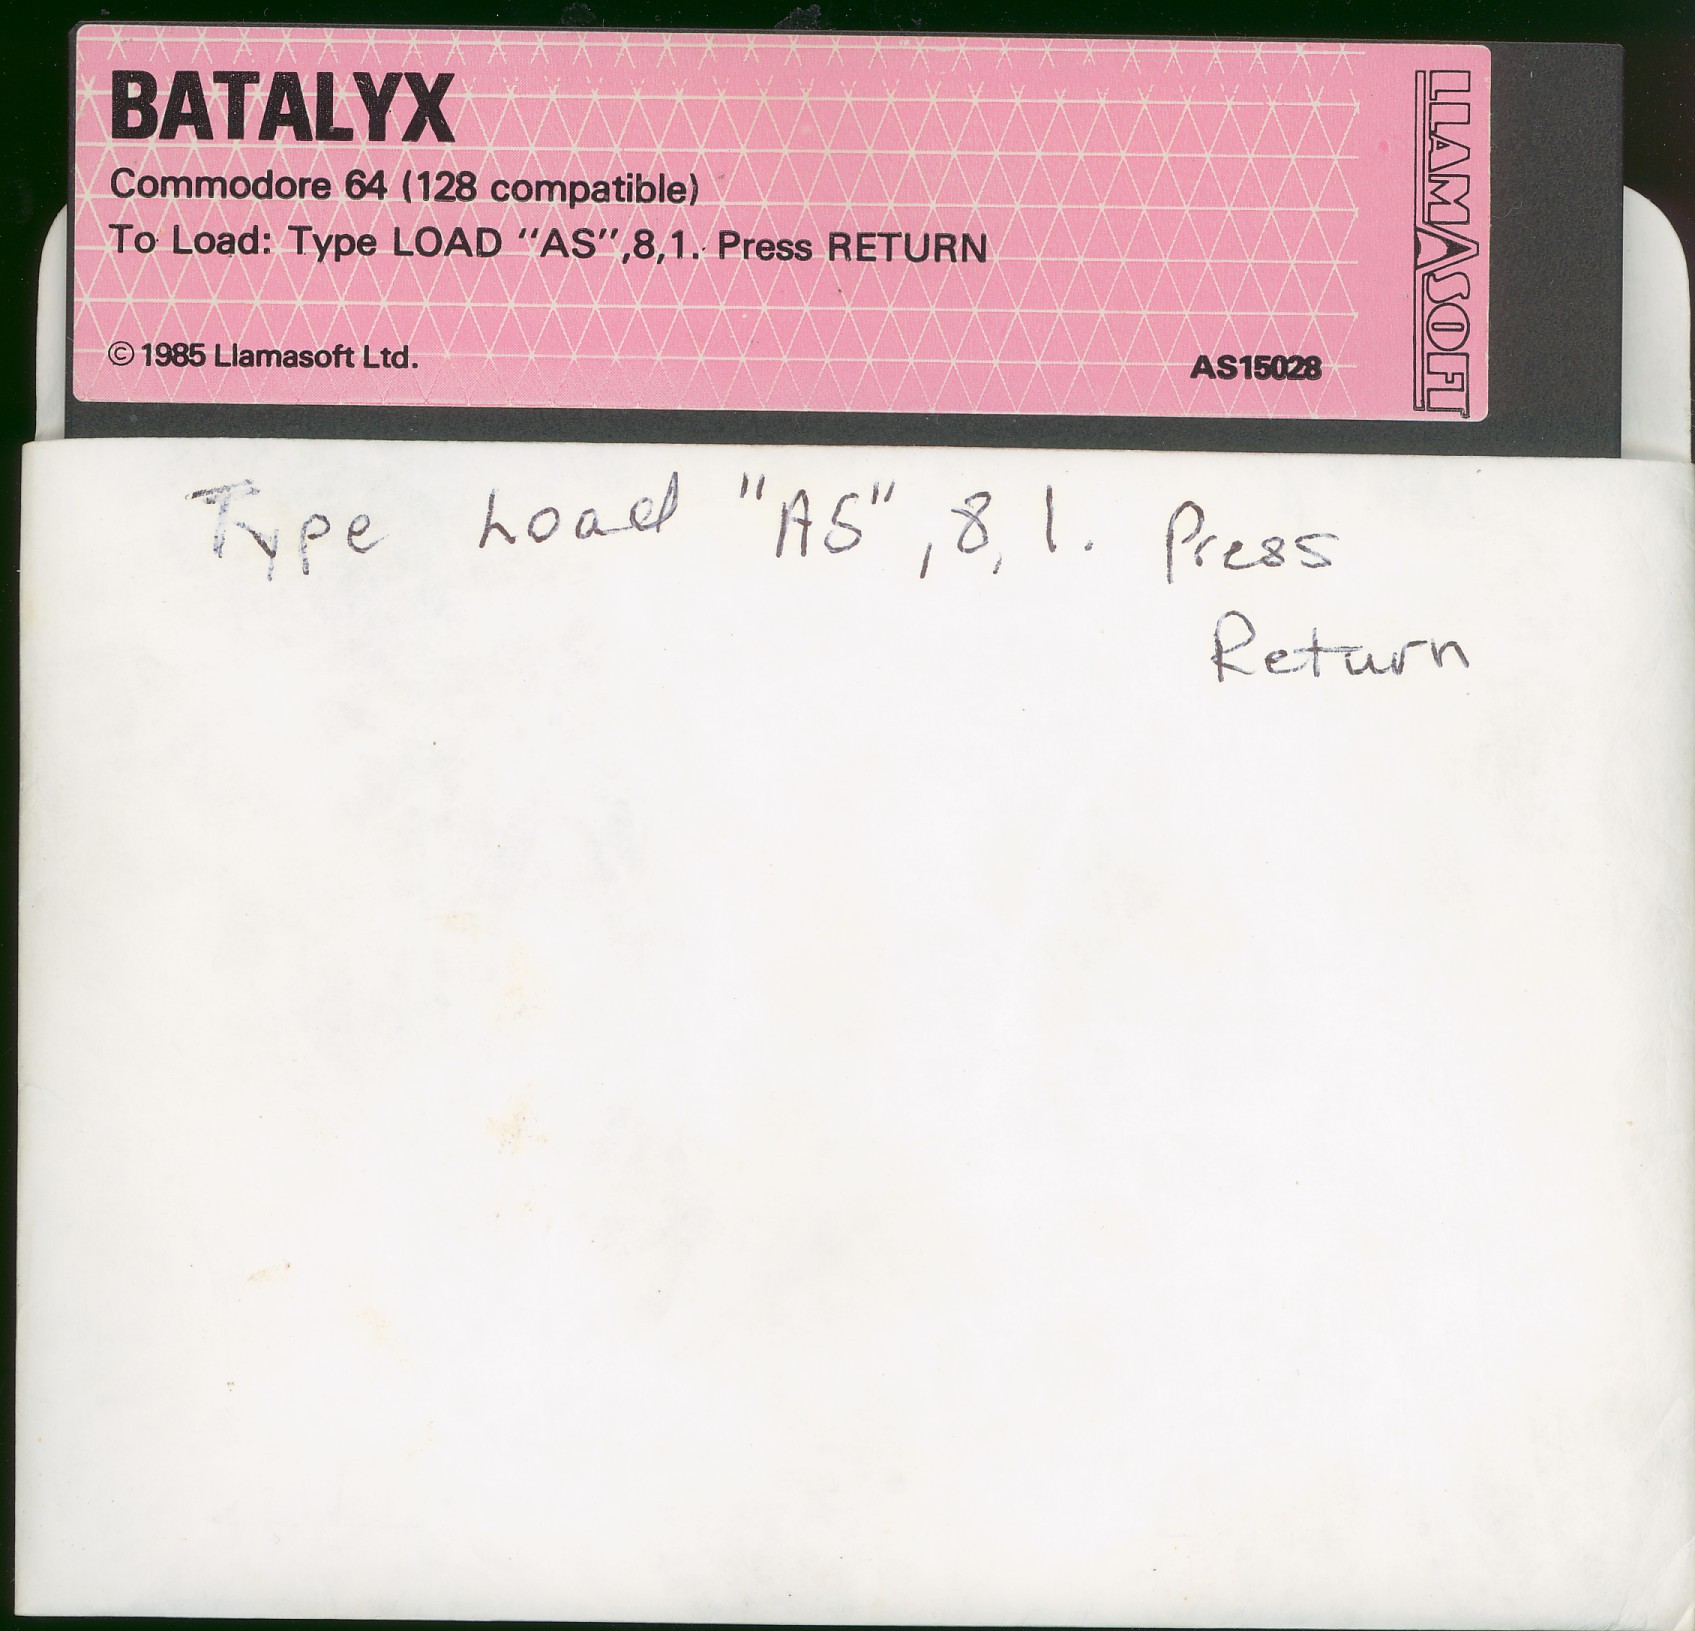 BATALYX
Commodore 64 (128 compatible)
To Load: Type LOAD "AS",8,1. Press RETURN
© 1985 Llamasoft Ltd.
AS15028
LLAMASOFT
Type Load "AS", 8, 1. Press
Return